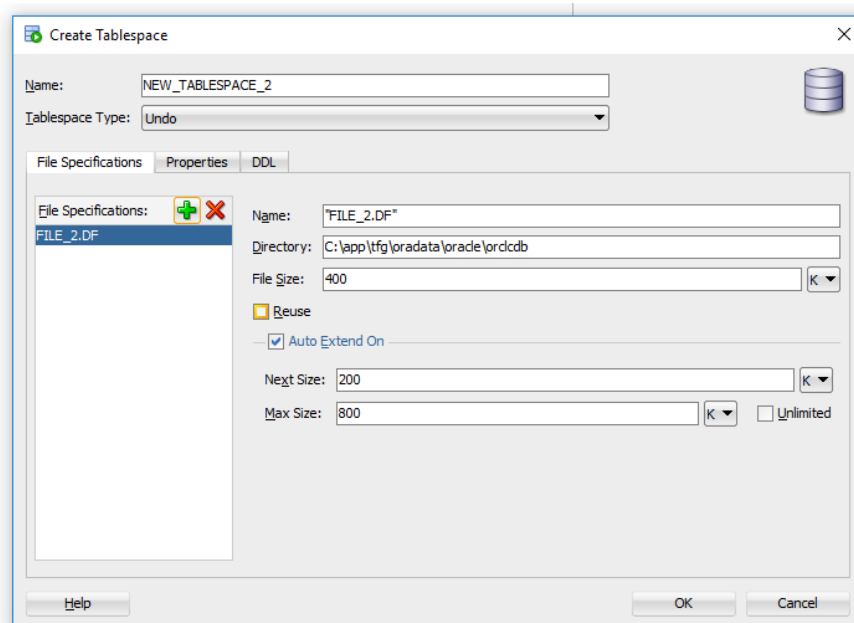 Create Tablespace
Name: NEW_TABLESPACE_2
Tablespace Type: Undo
File Specifications Properties DDL
File Specifications:
FILE_2.DF
Name: "FILE_2.DF"
Directory: C:\app\tfg\oradata\oracle\orclcdb
File Size: 400 K
Reuse
Auto Extend On
Next Size: 200 K
Max Size: 800 K Unlimited
Help OK Cancel